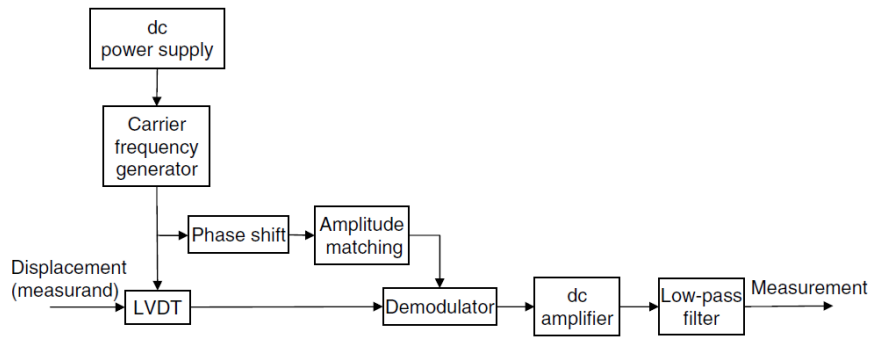 dc
power supply
Carrier
frequency
generator
Phase shift
Amplitude
matching
Displacement
(measurand)
LVDT
Demodulator
dc
amplifier
Low-pass
filter
Measurement